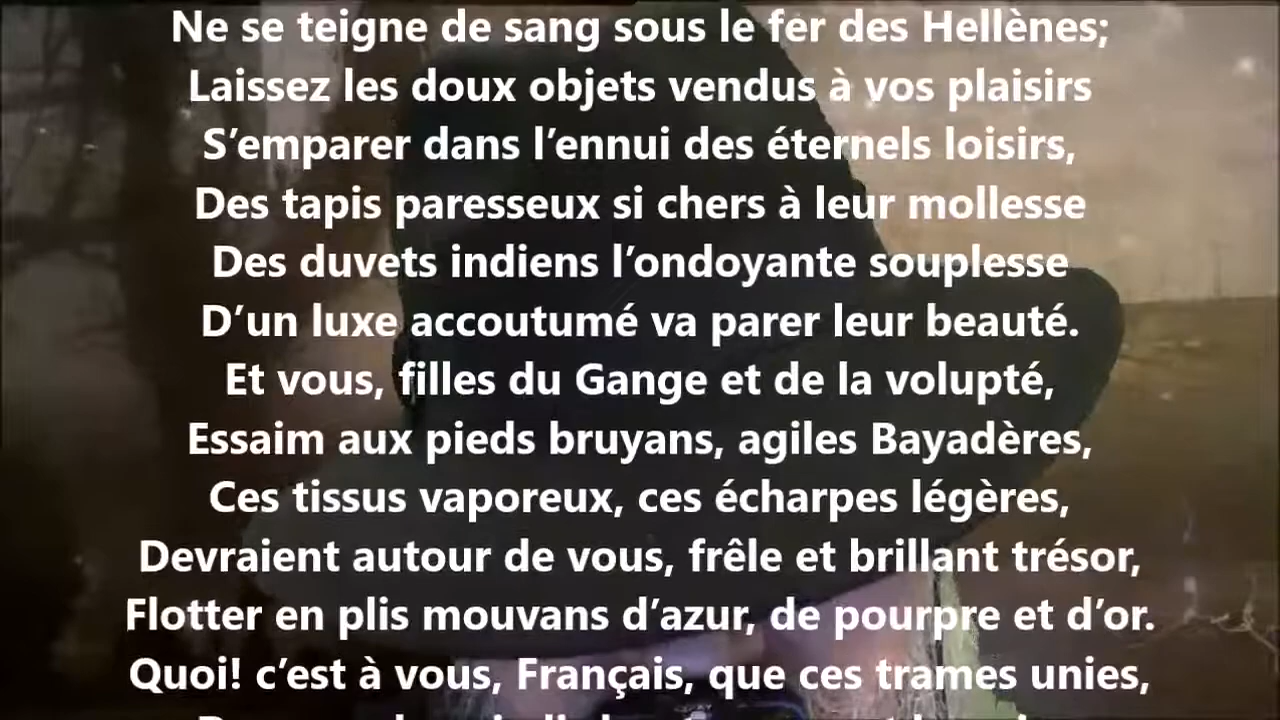 Ne se teigne de sang sous le fer des Hellènes;
Laissez les doux objets vendus à vos plaisirs
S’emparer dans l’ennui des éternels loisirs,
Des tapis paresseux si chers à leur mollesse
Des duvets indiens l’ondoyante souplesse
D’un luxe accoutumé va parer leur beauté.
Et vous, filles du Gange et de la volupté,
Essaim aux pieds bruyans, agiles Bayadères,
Ces tissus vaporeux, ces écharpes légères,
Devraient autour de vous, frêle et brillant trésor,
Flotter en plis mouvans d’azur, de pourpre et d’or.
Quoi! c’est à vous, Français, que ces trames unies,